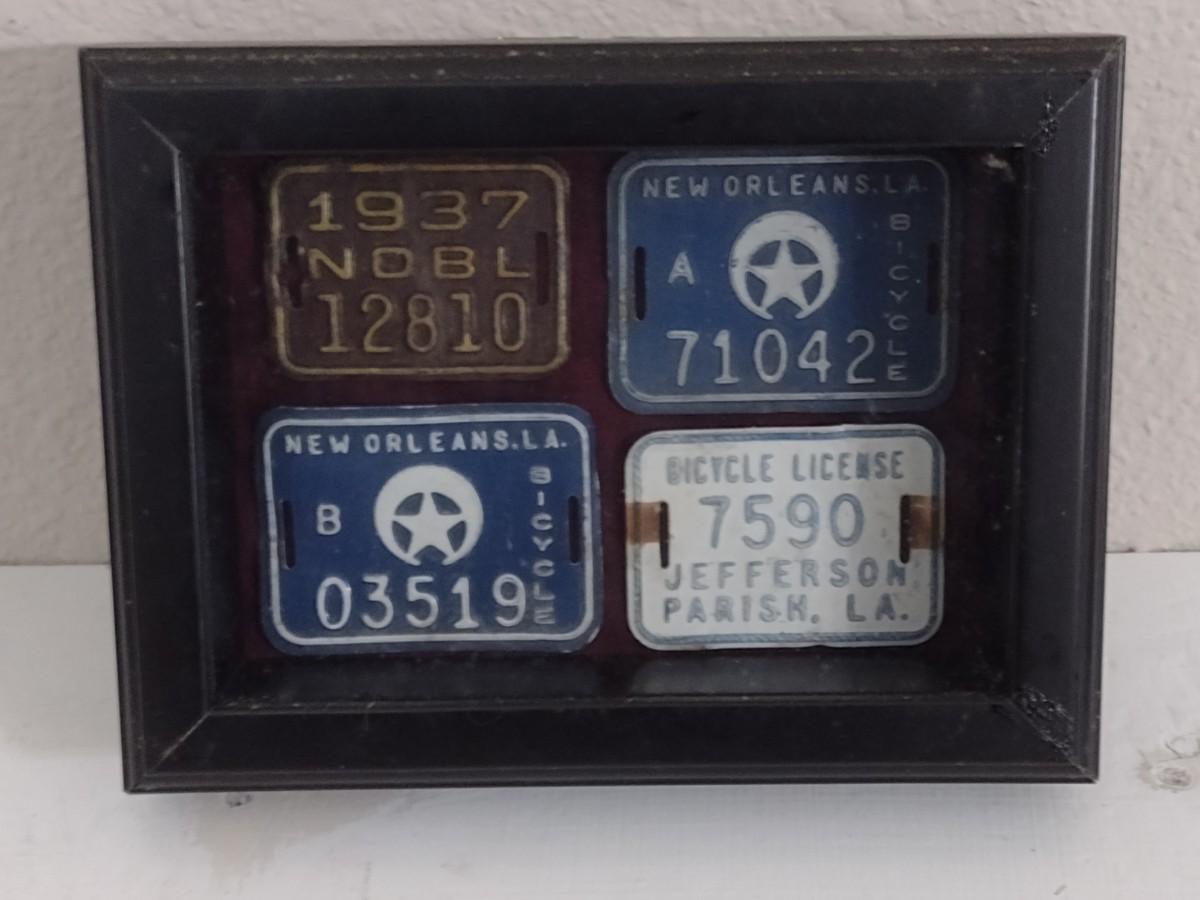 1937
NOBL
12810
NEW ORLEANS, LA.
A
BICYCLE
71042
NEW ORLEANS, LA.
B
BICYCLE
03519
BICYCLE LICENSE
7590
JEFFERSON
PARISH, LA.